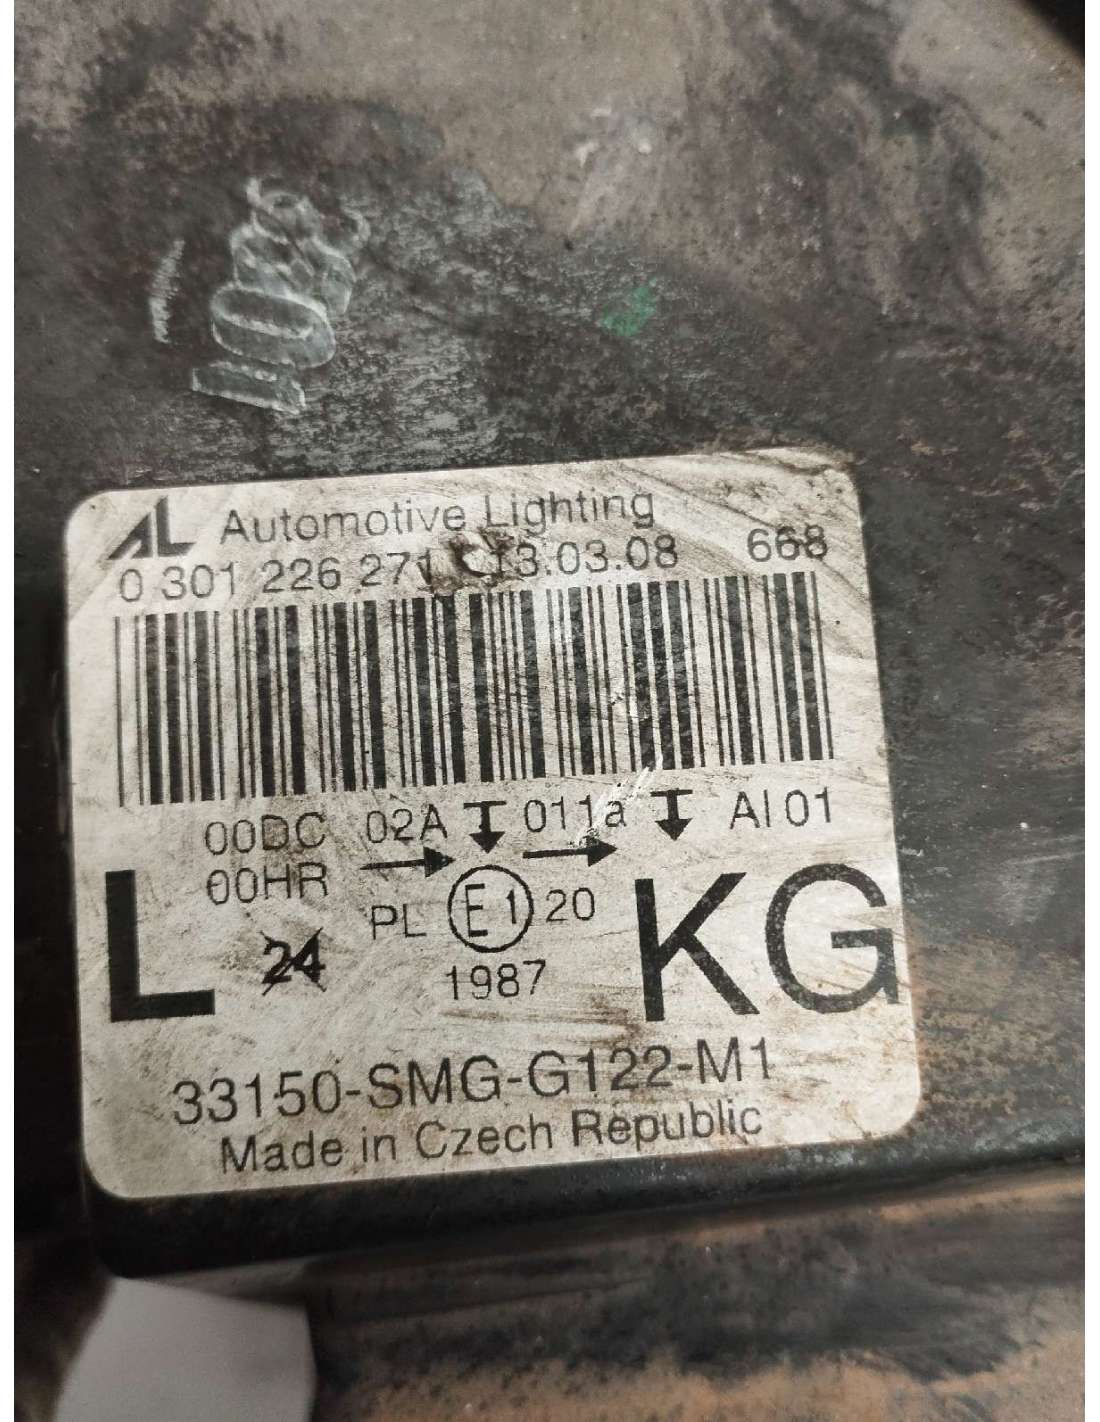 AL Automotive Lighting
0 301 226 271 13.03.08 668
00DC 02A 011a AI 01
00HR
PL E1 20
L 24 KG
1987
33150-SMG-G122-M1
Made in Czech Republic